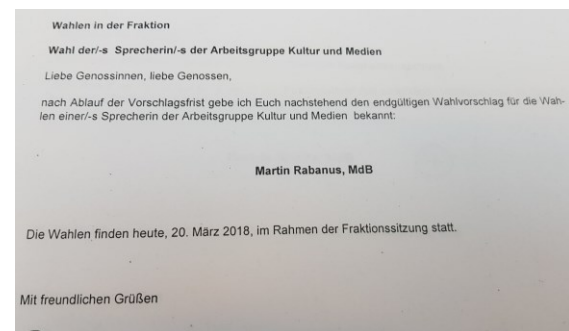 Wahlen in der Fraktion
Wahl der/-s Sprecherin/-s der Arbeitsgruppe Kultur und Medien
Liebe Genossinnen, liebe Genossen,
nach Ablauf der Vorschlagsfrist gebe ich Euch nachstehend den endgültigen Wahlvorschlag für die Wah-
len einer/-s Sprecherin der Arbeitsgruppe Kultur und Medien bekannt:
Martin Rabanus, MdB
Die Wahlen finden heute, 20. März 2018, im Rahmen der Fraktionssitzung statt.
Mit freundlichen Grüßen